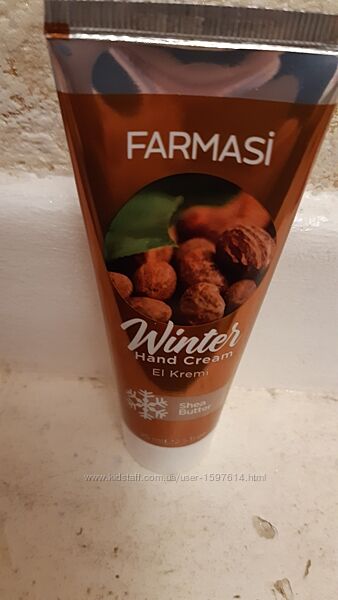 FARMASi
Winter
Hand Cream
El Kremi
Shea
Butter
www.kidstaff.com.ua/user-1597614.html